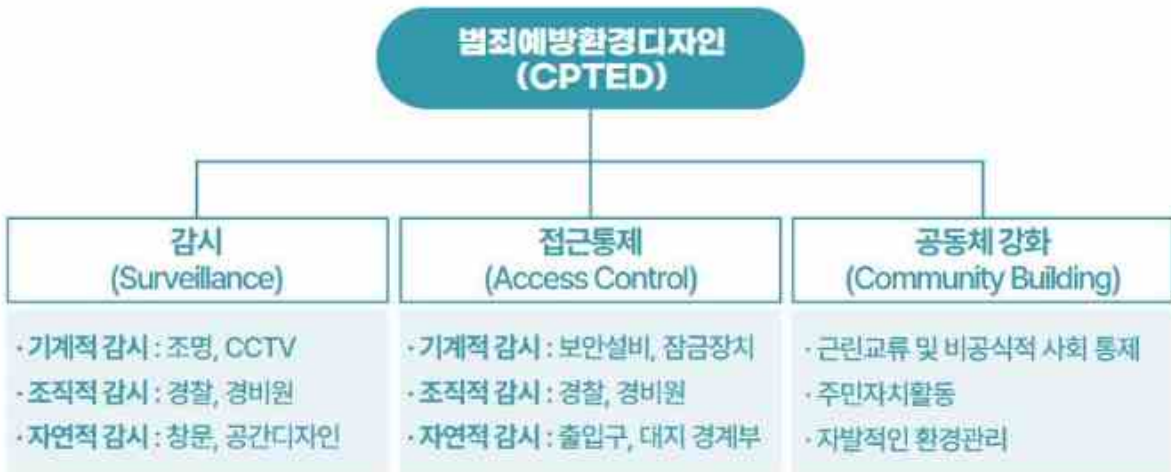 범죄예방환경디자인
(CPTED)
감시
(Surveillance)
· 기계적 감시 : 조명, CCTV
· 조직적 감시 : 경찰, 경비원
· 자연적 감시 : 창문, 공간디자인
접근통제
(Access Control)
· 기계적 감시 : 보안설비, 잠금장치
· 조직적 감시 : 경찰, 경비원
· 자연적 감시 : 출입구, 대지 경계부
공동체 강화
(Community Building)
· 근린교류 및 비공식적 사회 통제
· 주민자치활동
· 자발적인 환경관리